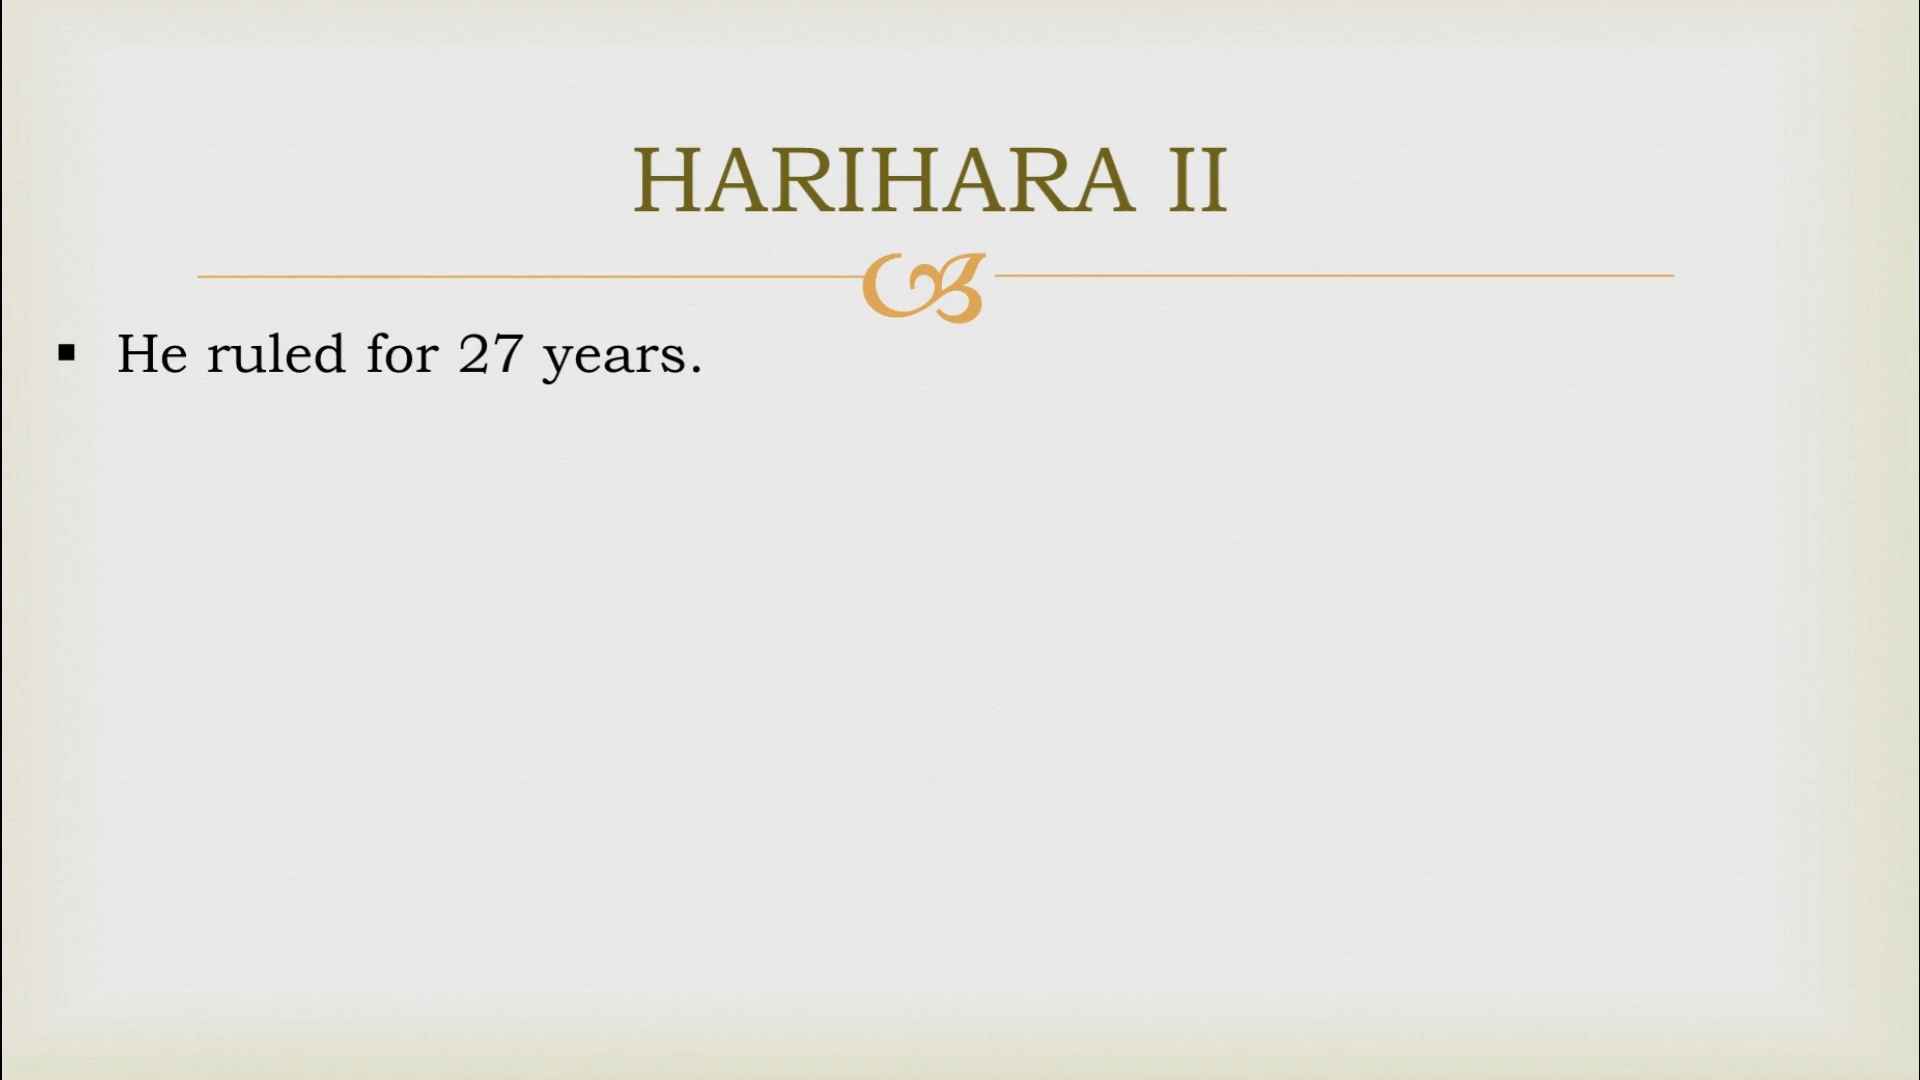 HARIHARA II
▪ He ruled for 27 years.